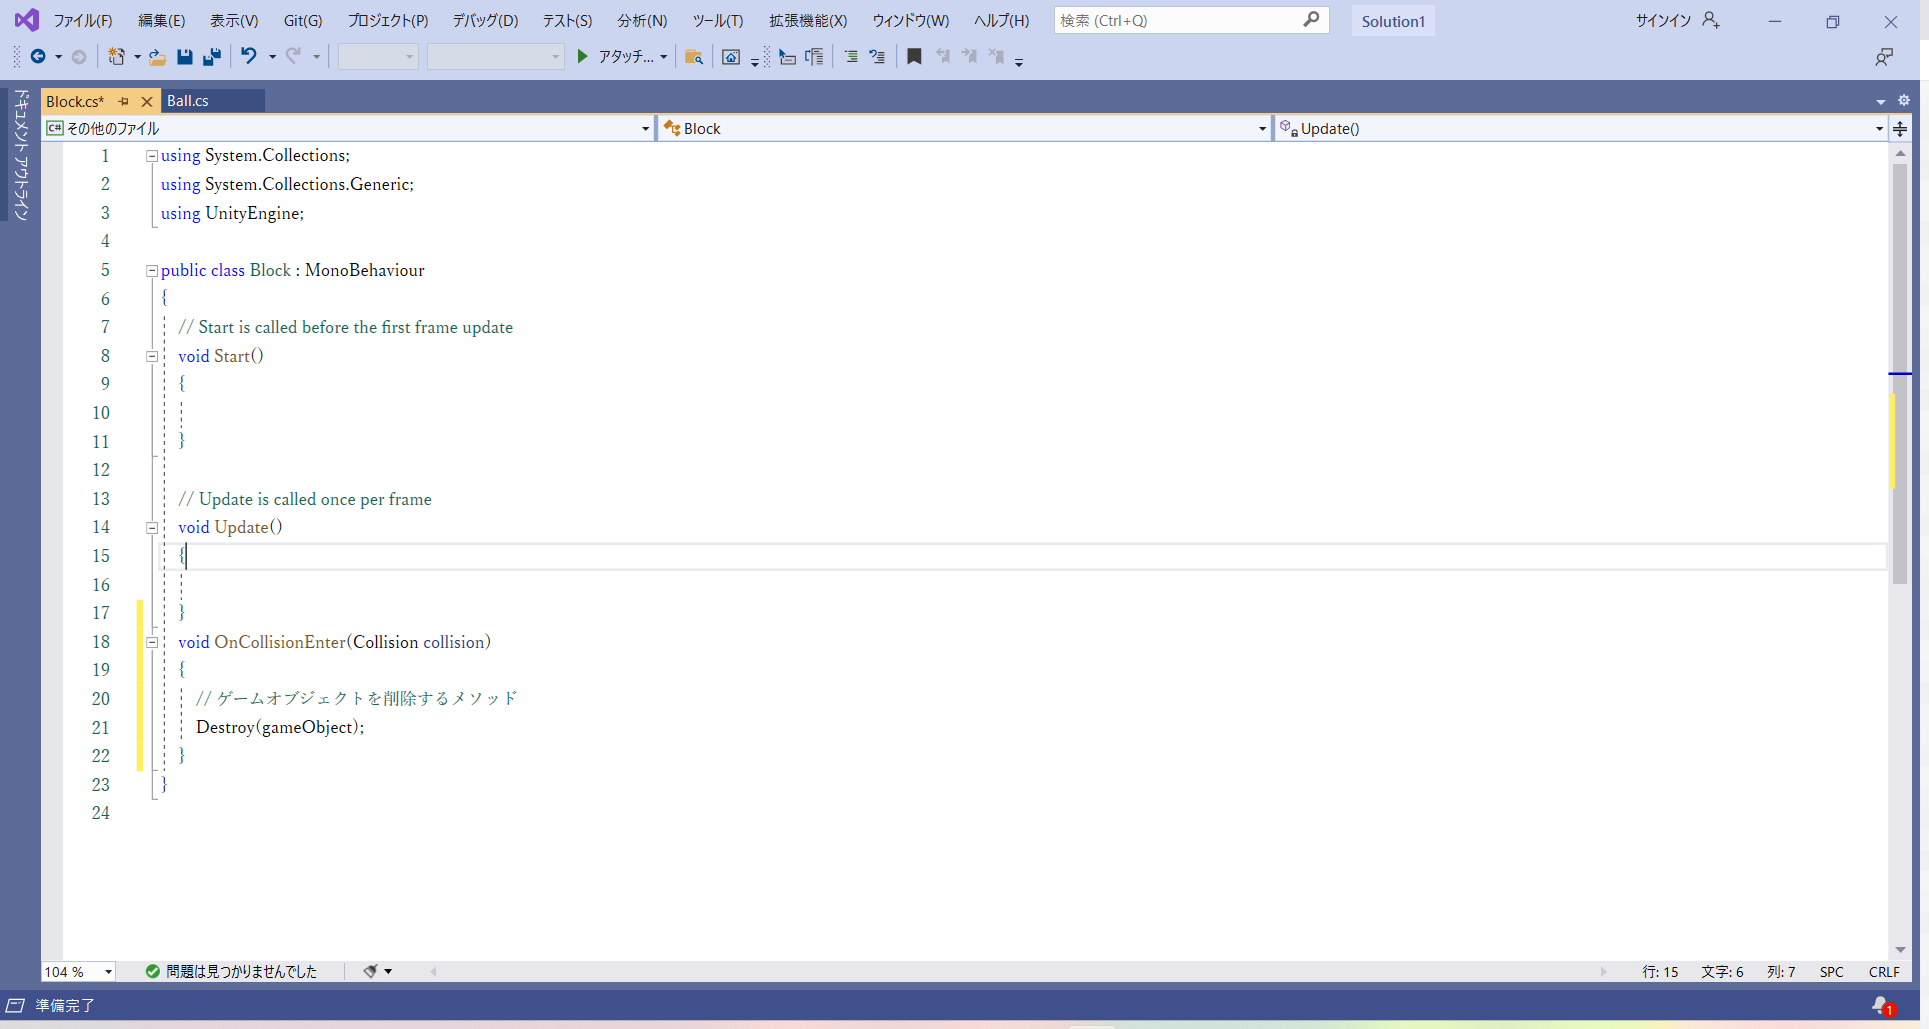 ファイル(F) 編集(E) 表示(V) Git(G) プロジェクト(P) デバッグ(D) テスト(S) 分析(N) ツール(T) 拡張機能(X) ウィンドウ(W) ヘルプ(H) 検索 (Ctrl+Q) Solution1 サインイン
アタッチ...
ドキュメント アウトライン
Block.cs* Ball.cs
C# その他のファイル Block Update()
1 using System.Collections;
2 using System.Collections.Generic;
3 using UnityEngine;
4
5 public class Block : MonoBehaviour
6 {
7 // Start is called before the first frame update
8 void Start()
9 {
10
11 }
12
13 // Update is called once per frame
14 void Update()
15 {
16
17 }
18 void OnCollisionEnter(Collision collision)
19 {
20 // ゲームオブジェクトを削除するメソッド
21 Destroy(gameObject);
22 }
23 }
24
104 % 問題は見つかりませんでした 行: 15 文字: 6 列: 7 SPC CRLF
準備完了 1